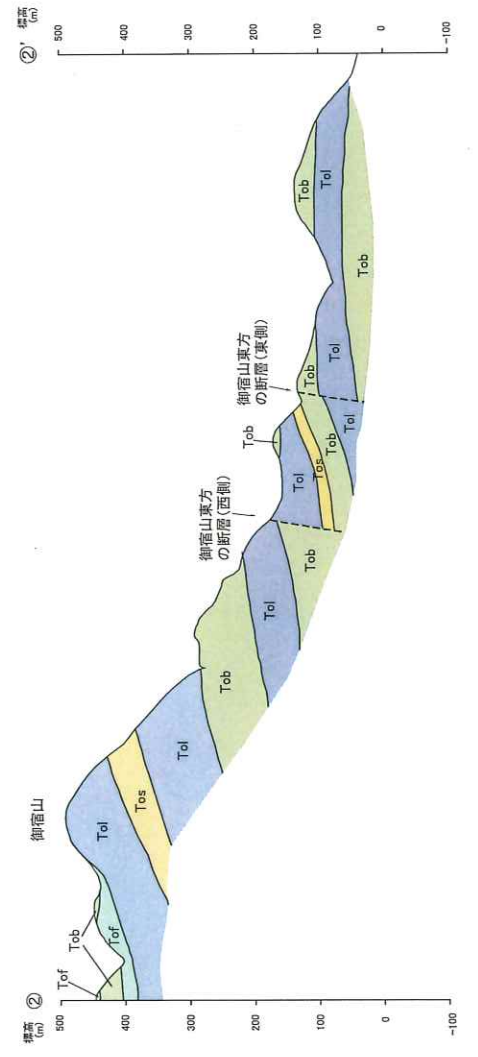 ②
標高
(m)
500
400
300
200
100
0
-100
御宿山
Tof
Tob
Tof
Tol
Tos
Tol
Tob
Tol
Tob
御宿山東方
の断層(西側)
Tob
Tol
Tos
Tob
Tol
御宿山東方
の断層(東側)
Tob
Tol
Tob
Tob
Tol
②'
標高
(m)
500
400
300
200
100
0
-100